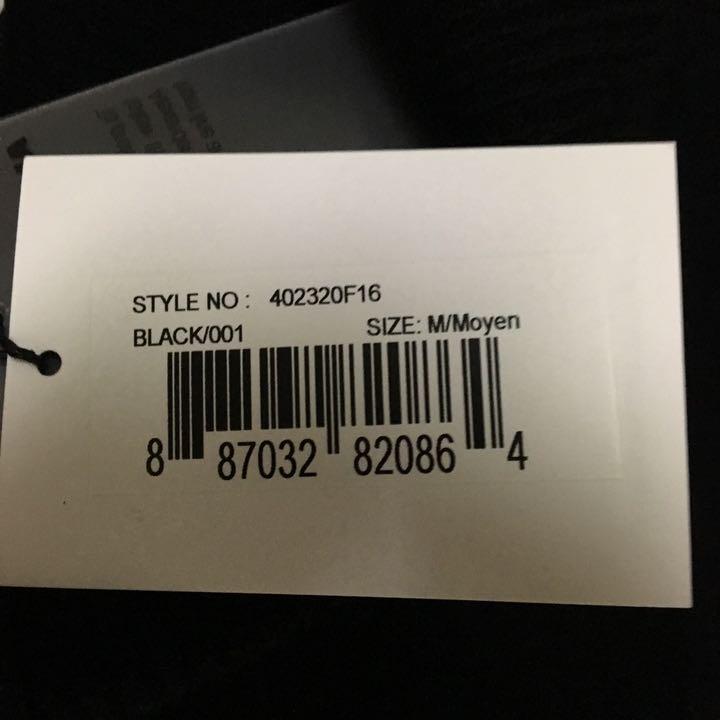 STYLE NO : 402320F16
BLACK/001 SIZE: M/Moyen
8 87032 82086 4